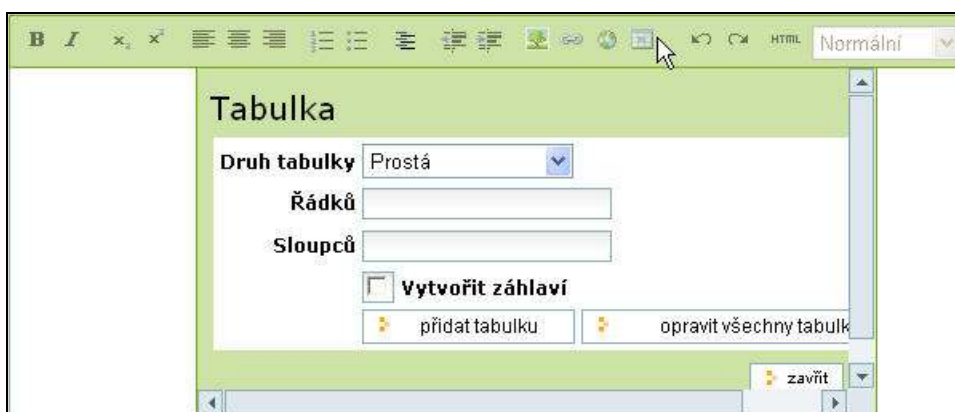 B I x₂ x² HTML Normální
Tabulka
Druh tabulky Prostá
Řádků
Sloupců
Vytvořit záhlaví
přidat tabulku opravit všechny tabulk
zavřít